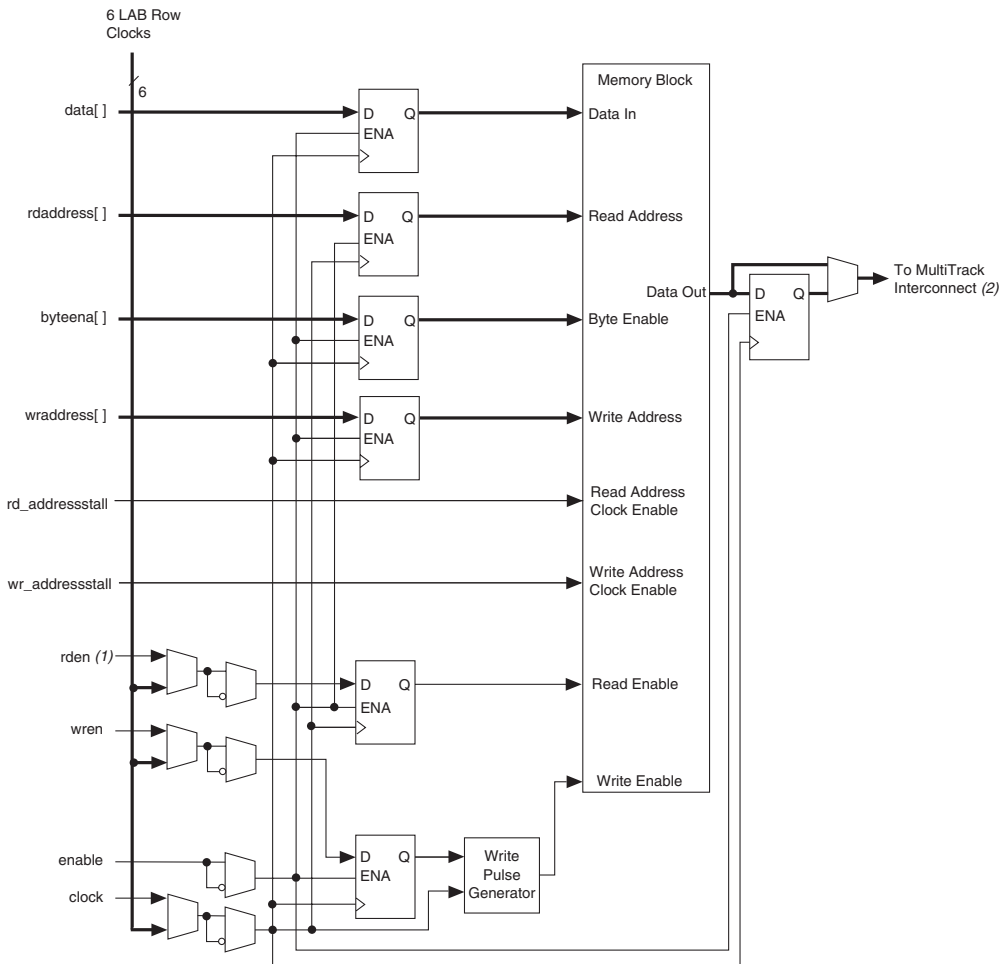 6 LAB Row
Clocks
6
Memory Block
data[ ]
D Q
ENA
Data In
rdaddress[ ]
D Q
ENA
Read Address
To MultiTrack
Interconnect (2)
Data Out
D Q
ENA
byteena[ ]
D Q
ENA
Byte Enable
wraddress[ ]
D Q
ENA
Write Address
rd_addressstall
Read Address
Clock Enable
wr_addressstall
Write Address
Clock Enable
rden (1)
D Q
ENA
Read Enable
wren
Write Enable
enable
D Q
ENA
Write
Pulse
Generator
clock